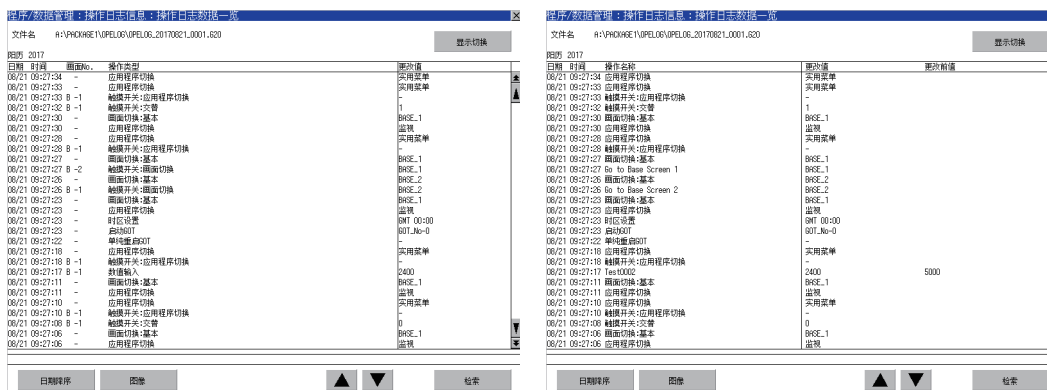 程序/数据管理：操作日志信息：操作日志数据一览
文件名 A:\PACKAGE1\OPELOG\OPELOG_20170821_0001.G2O
显示切换
阳历 2017
日期 时间 画面No. 操作类型 更改值
08/21 09:27:34 - 应用程序切换 实用菜单
08/21 09:27:33 - 应用程序切换 实用菜单
08/21 09:27:33 B -1 触摸开关:应用程序切换 -
08/21 09:27:32 B -1 触摸开关:交替 1
08/21 09:27:30 - 画面切换:基本 BASE_1
08/21 09:27:30 - 应用程序切换 监视
08/21 09:27:28 - 应用程序切换 实用菜单
08/21 09:27:28 B -1 触摸开关:应用程序切换 -
08/21 09:27:27 - 画面切换:基本 BASE_1
08/21 09:27:27 B -2 触摸开关:画面切换 BASE_1
08/21 09:27:26 - 画面切换:基本 BASE_2
08/21 09:27:26 B -1 触摸开关:画面切换 BASE_2
08/21 09:27:23 - 画面切换:基本 BASE_1
08/21 09:27:23 - 应用程序切换 监视
08/21 09:27:23 - 时区设置 GMT 00:00
08/21 09:27:23 - 启动GOT GOT_No-0
08/21 09:27:22 - 单纯重启GOT -
08/21 09:27:18 - 应用程序切换 实用菜单
08/21 09:27:18 B -1 触摸开关:应用程序切换 -
08/21 09:27:17 B -1 数值输入 2400
08/21 09:27:11 - 画面切换:基本 BASE_1
08/21 09:27:11 - 应用程序切换 监视
08/21 09:27:10 - 应用程序切换 实用菜单
08/21 09:27:10 B -1 触摸开关:应用程序切换 -
08/21 09:27:08 B -1 触摸开关:交替 0
08/21 09:27:06 - 画面切换:基本 BASE_1
08/21 09:27:06 - 应用程序切换 监视
日期降序 图像 ▲ ▼ 检索
程序/数据管理：操作日志信息：操作日志数据一览
文件名 A:\PACKAGE1\OPELOG\OPELOG_20170821_0001.G2O
显示切换
阳历 2017
日期 时间 操作名称 更改值 更改前值
08/21 09:27:34 应用程序切换 实用菜单
08/21 09:27:33 应用程序切换 实用菜单
08/21 09:27:33 触摸开关:应用程序切换 -
08/21 09:27:32 触摸开关:交替 1
08/21 09:27:30 画面切换:基本 BASE_1
08/21 09:27:30 应用程序切换 监视
08/21 09:27:28 应用程序切换 实用菜单
08/21 09:27:28 触摸开关:应用程序切换 -
08/21 09:27:27 画面切换:基本 BASE_1
08/21 09:27:27 Go to Base Screen 1 BASE_1
08/21 09:27:26 画面切换:基本 BASE_2
08/21 09:27:26 Go to Base Screen 2 BASE_2
08/21 09:27:23 画面切换:基本 BASE_1
08/21 09:27:23 应用程序切换 监视
08/21 09:27:23 时区设置 GMT 00:00
08/21 09:27:23 启动GOT GOT_No-0
08/21 09:27:22 单纯重启GOT -
08/21 09:27:18 应用程序切换 实用菜单
08/21 09:27:18 触摸开关:应用程序切换 -
08/21 09:27:17 Test0002 2400 5000
08/21 09:27:11 画面切换:基本 BASE_1
08/21 09:27:11 应用程序切换 监视
08/21 09:27:10 应用程序切换 实用菜单
08/21 09:27:10 触摸开关:应用程序切换 -
08/21 09:27:08 触摸开关:交替 0
08/21 09:27:06 画面切换:基本 BASE_1
08/21 09:27:06 应用程序切换 监视
日期降序 图像 ▲ ▼ 检索